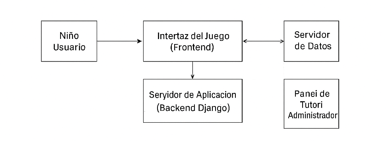 Niño
Usuario
Intertaz del Juego
(Frontend)
Servidor
de Datos
Seryidor de Aplicacion
(Backend Django)
Panei de
Tutori
Administrador